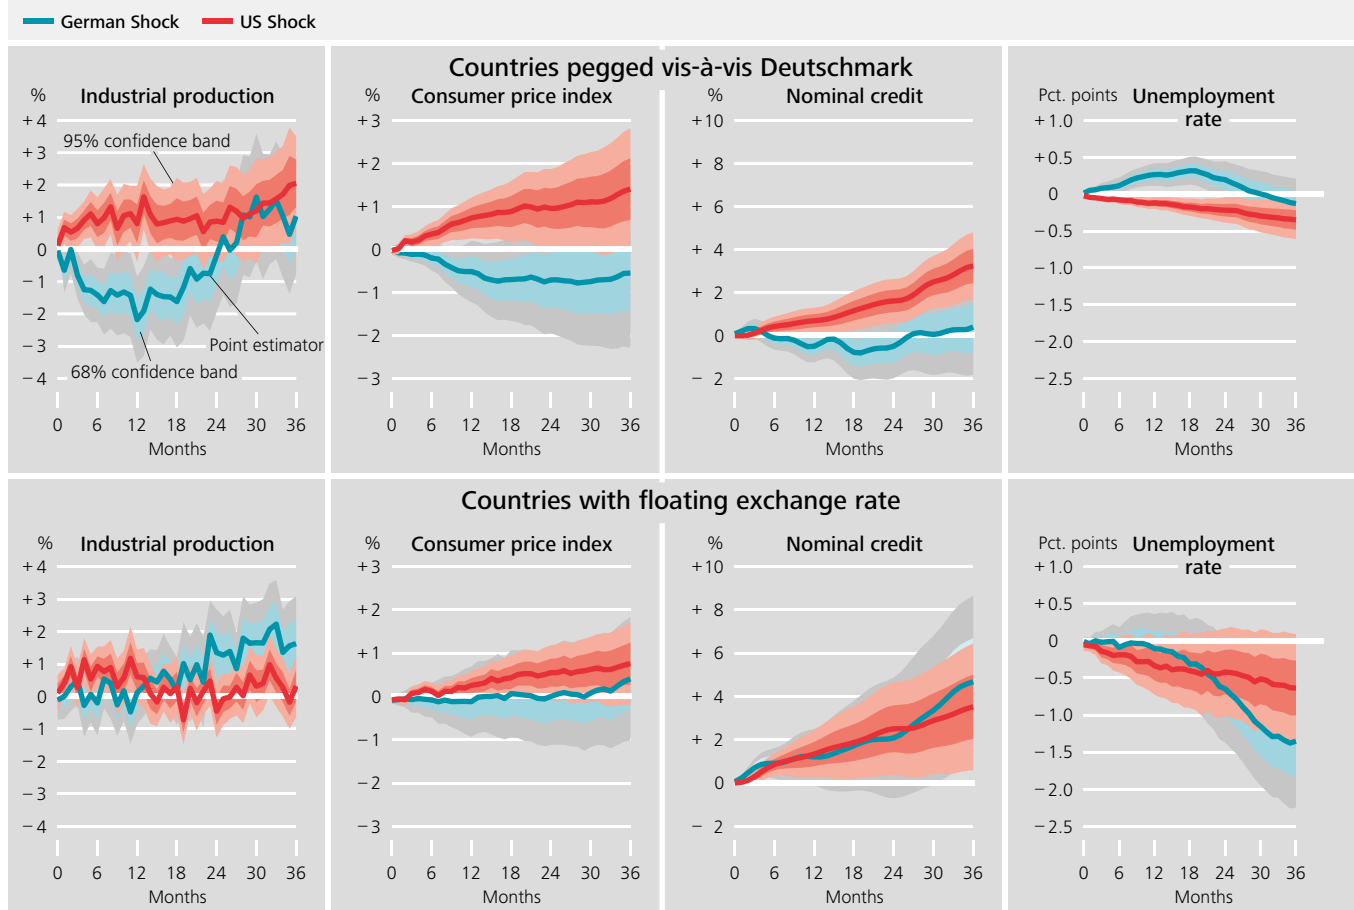 German Shock US Shock
Countries pegged vis-à-vis Deutschmark
% Industrial production
+4
+3
+2
+1
0
−1
−2
−3
−4
95% confidence band
Point estimator
68% confidence band
0 6 12 18 24 30 36
Months
% Consumer price index
+3
+2
+1
0
−1
−2
−3
0 6 12 18 24 30 36
Months
% Nominal credit
+10
+ 8
+ 6
+ 4
+ 2
0
− 2
0 6 12 18 24 30 36
Months
Pct. points Unemployment
rate
+1.0
+0.5
0
−0.5
−1.0
−1.5
−2.0
−2.5
0 6 12 18 24 30 36
Months
Countries with floating exchange rate
% Industrial production
+4
+3
+2
+1
0
−1
−2
−3
−4
0 6 12 18 24 30 36
Months
% Consumer price index
+3
+2
+1
0
−1
−2
−3
0 6 12 18 24 30 36
Months
% Nominal credit
+10
+ 8
+ 6
+ 4
+ 2
0
− 2
0 6 12 18 24 30 36
Months
Pct. points Unemployment
rate
+1.0
+0.5
0
−0.5
−1.0
−1.5
−2.0
−2.5
0 6 12 18 24 30 36
Months